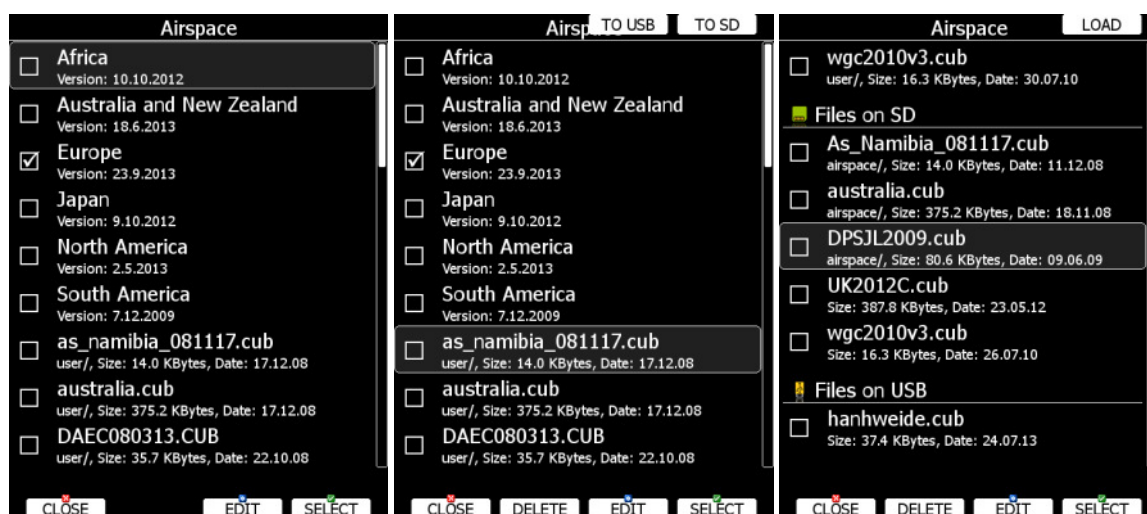 Airspace
Africa
Version: 10.10.2012
Australia and New Zealand
Version: 18.6.2013
Europe
Version: 23.9.2013
Japan
Version: 9.10.2012
North America
Version: 2.5.2013
South America
Version: 7.12.2009
as_namibia_081117.cub
user/, Size: 14.0 KBytes, Date: 17.12.08
australia.cub
user/, Size: 375.2 KBytes, Date: 17.12.08
DAEC080313.CUB
user/, Size: 35.7 KBytes, Date: 22.10.08
CLOSE EDIT SELECT
TO USB TO SD
Africa
Version: 10.10.2012
Australia and New Zealand
Version: 18.6.2013
Europe
Version: 23.9.2013
Japan
Version: 9.10.2012
North America
Version: 2.5.2013
South America
Version: 7.12.2009
as_namibia_081117.cub
user/, Size: 14.0 KBytes, Date: 17.12.08
australia.cub
user/, Size: 375.2 KBytes, Date: 17.12.08
DAEC080313.CUB
user/, Size: 35.7 KBytes, Date: 22.10.08
CLOSE DELETE EDIT SELECT
Airspace LOAD
wgc2010v3.cub
user/, Size: 16.3 KBytes, Date: 30.07.10
Files on SD
As_Namibia_081117.cub
airspace/, Size: 14.0 KBytes, Date: 11.12.08
australia.cub
airspace/, Size: 375.2 KBytes, Date: 18.11.08
DPSJL2009.cub
airspace/, Size: 80.6 KBytes, Date: 09.06.09
UK2012C.cub
Size: 387.8 KBytes, Date: 23.05.12
wgc2010v3.cub
Size: 16.3 KBytes, Date: 26.07.10
Files on USB
hanhweide.cub
Size: 37.4 KBytes, Date: 24.07.13
CLOSE DELETE EDIT SELECT